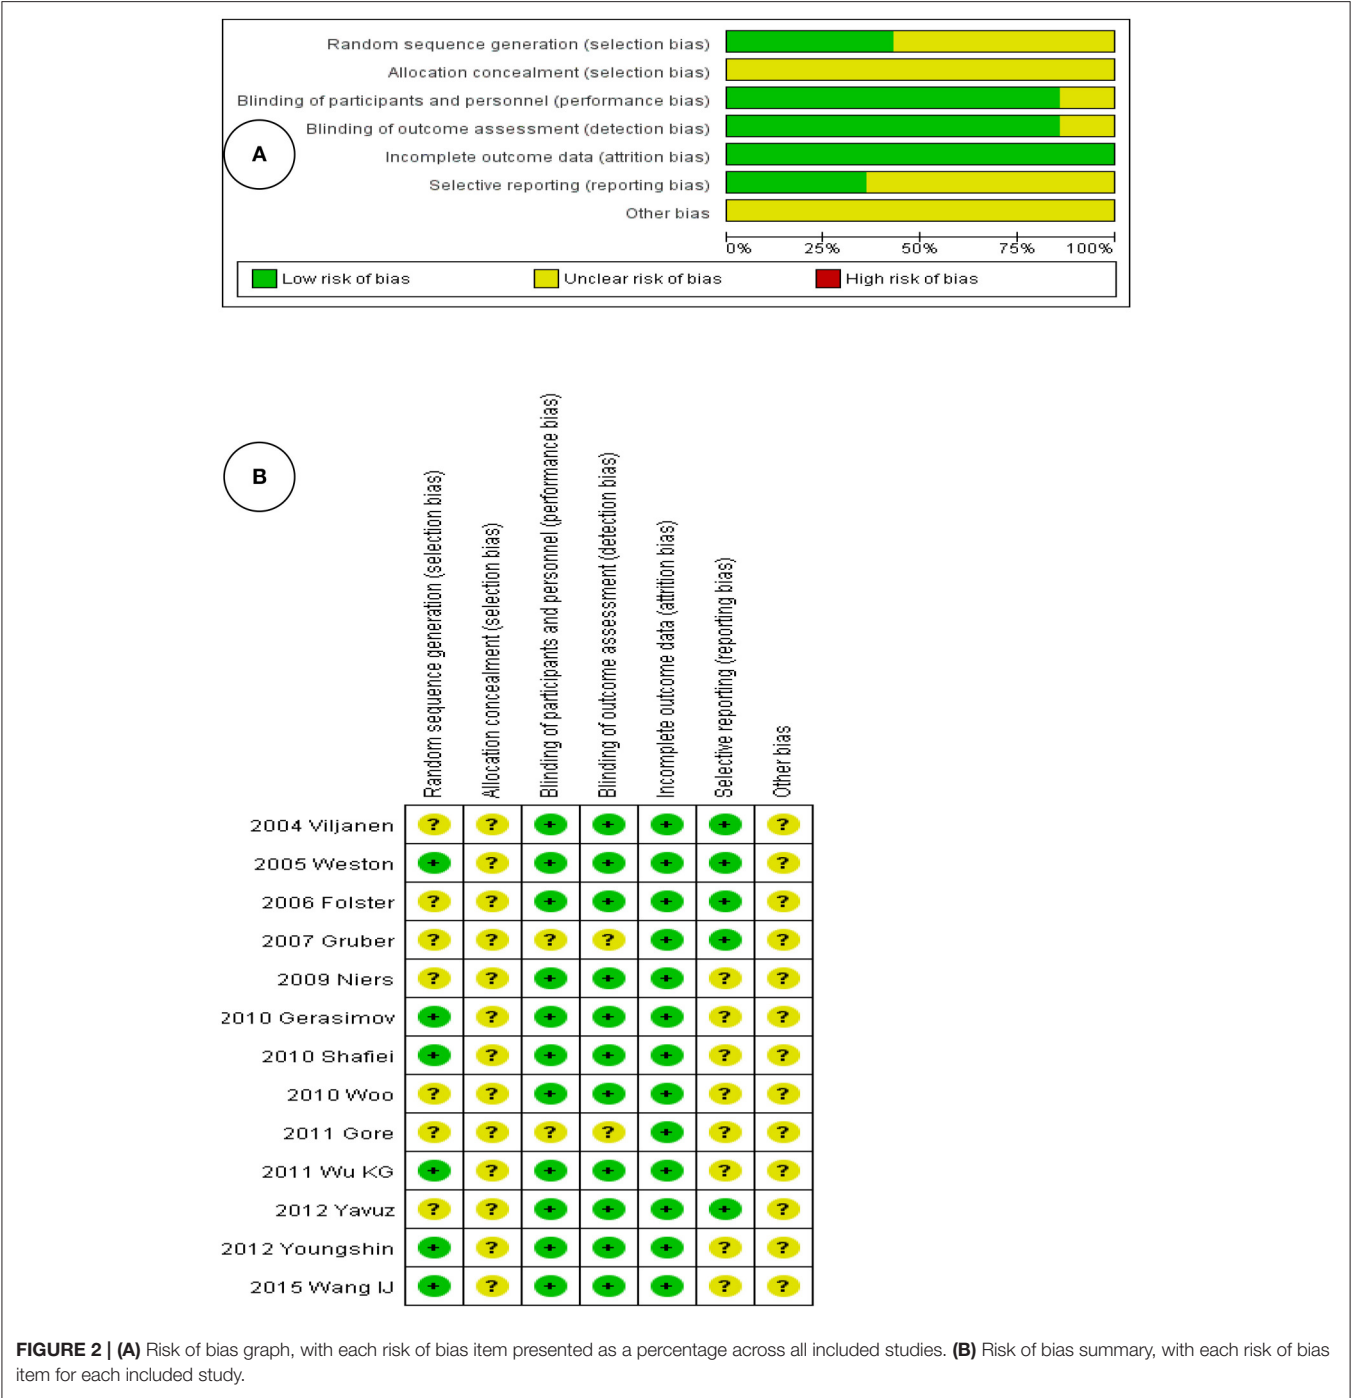 Random sequence generation (selection bias)
Allocation concealment (selection bias)
Blinding of participants and personnel (performance bias)
Blinding of outcome assessment (detection bias)
Incomplete outcome data (attrition bias)
Selective reporting (reporting bias)
Other bias
A
0% 25% 50% 75% 100%
Low risk of bias Unclear risk of bias High risk of bias
B
Random sequence generation (selection bias)
Allocation concealment (selection bias)
Blinding of participants and personnel (performance bias)
Blinding of outcome assessment (detection bias)
Incomplete outcome data (attrition bias)
Selective reporting (reporting bias)
Other bias
2004 Viljanen ? ? + + + + ?
2005 Weston + ? + + + + ?
2006 Folster ? ? + + + + ?
2007 Gruber ? ? ? ? + + ?
2009 Niers ? ? + + + ? ?
2010 Gerasimov + ? + + + ? ?
2010 Shafiei + ? + + + ? ?
2010 Woo ? ? + + + ? ?
2011 Gore ? ? ? ? + ? ?
2011 Wu KG + ? + + + ? ?
2012 Yavuz ? ? + + + + ?
2012 Youngshin + ? + + + ? ?
2015 Wang IJ + ? + + + ? ?
FIGURE 2 | (A) Risk of bias graph, with each risk of bias item presented as a percentage across all included studies. (B) Risk of bias summary, with each risk of bias
item for each included study.